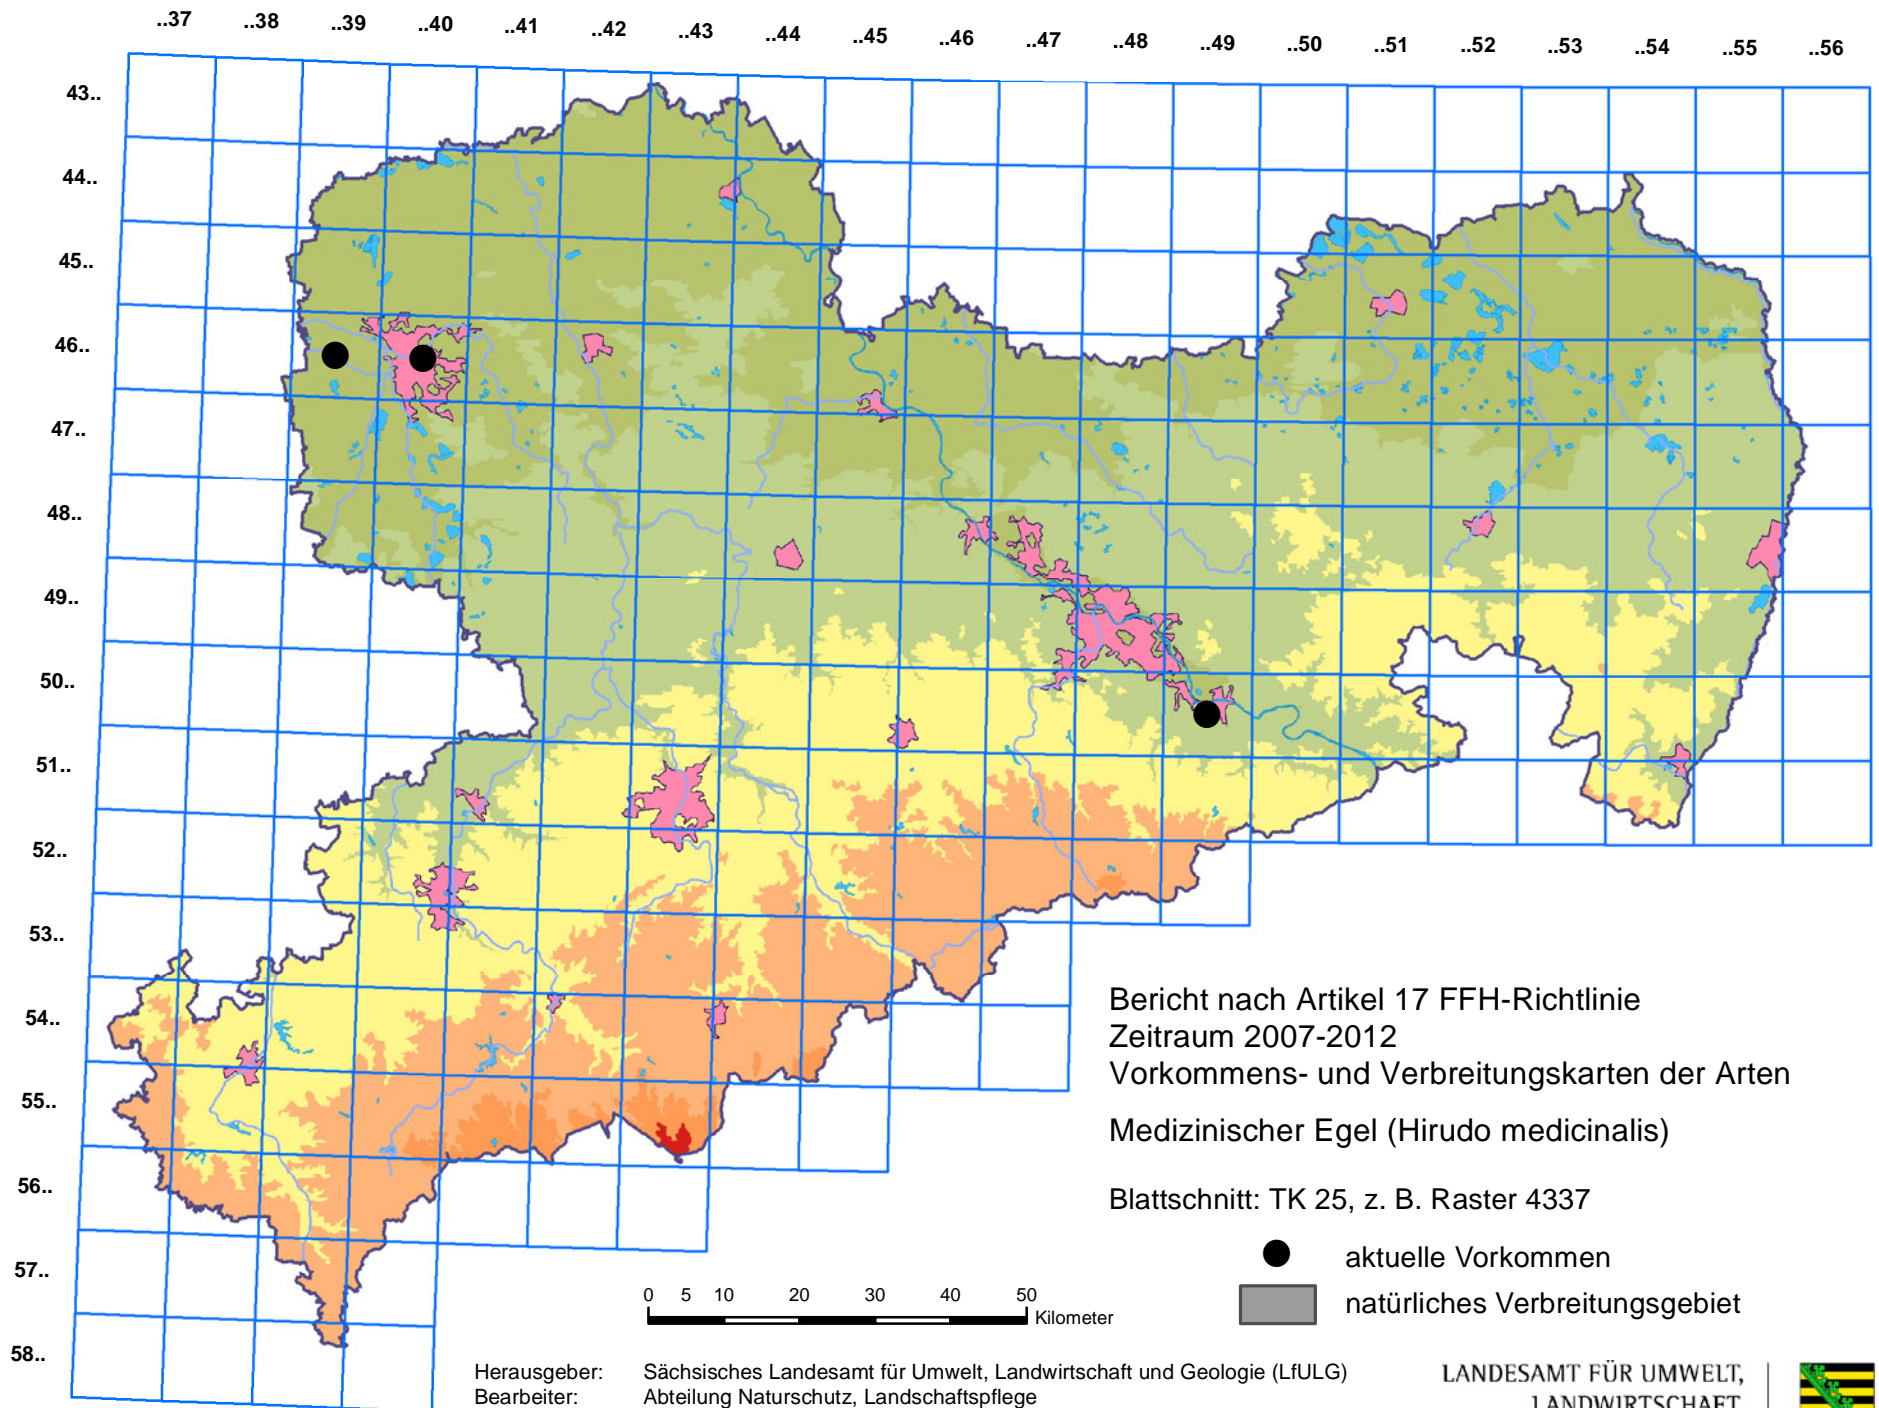 ..37 ..38 ..39 ..40 ..41 ..42 ..43 ..44 ..45 ..46 ..47 ..48 ..49 ..50 ..51 ..52 ..53 ..54 ..55 ..56
43..
44..
45..
46..
47..
48..
49..
50..
51..
52..
53..
54..
55..
56..
57..
58..
Bericht nach Artikel 17 FFH-Richtlinie
Zeitraum 2007-2012
Vorkommens- und Verbreitungskarten der Arten
Medizinischer Egel (Hirudo medicinalis)
Blattschnitt: TK 25, z. B. Raster 4337
aktuelle Vorkommen
natürliches Verbreitungsgebiet
0 5 10 20 30 40 50
Kilometer
Herausgeber: Sächsisches Landesamt für Umwelt, Landwirtschaft und Geologie (LfULG)
Bearbeiter: Abteilung Naturschutz, Landschaftspflege
LANDESAMT FÜR UMWELT,
LANDWIRTSCHAFT